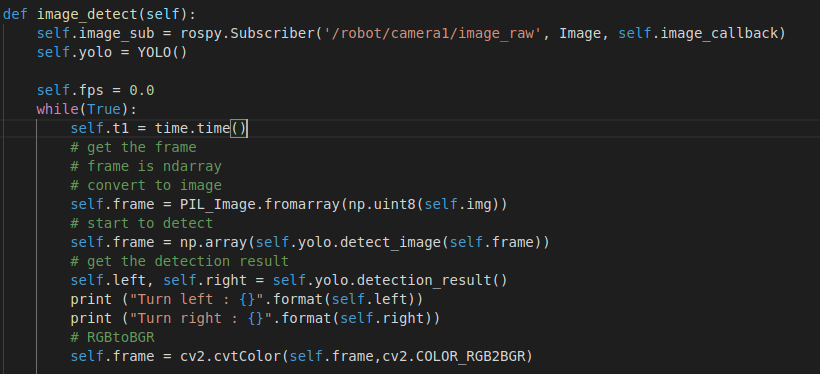 def image_detect(self):
    self.image_sub = rospy.Subscriber('/robot/camera1/image_raw', Image, self.image_callback)
    self.yolo = YOLO()

    self.fps = 0.0
    while(True):
        self.t1 = time.time()
        # get the frame
        # frame is ndarray
        # convert to image
        self.frame = PIL_Image.fromarray(np.uint8(self.img))
        # start to detect
        self.frame = np.array(self.yolo.detect_image(self.frame))
        # get the detection result
        self.left, self.right = self.yolo.detection_result()
        print ("Turn left : {}".format(self.left))
        print ("Turn right : {}".format(self.right))
        # RGBtoBGR
        self.frame = cv2.cvtColor(self.frame,cv2.COLOR_RGB2BGR)